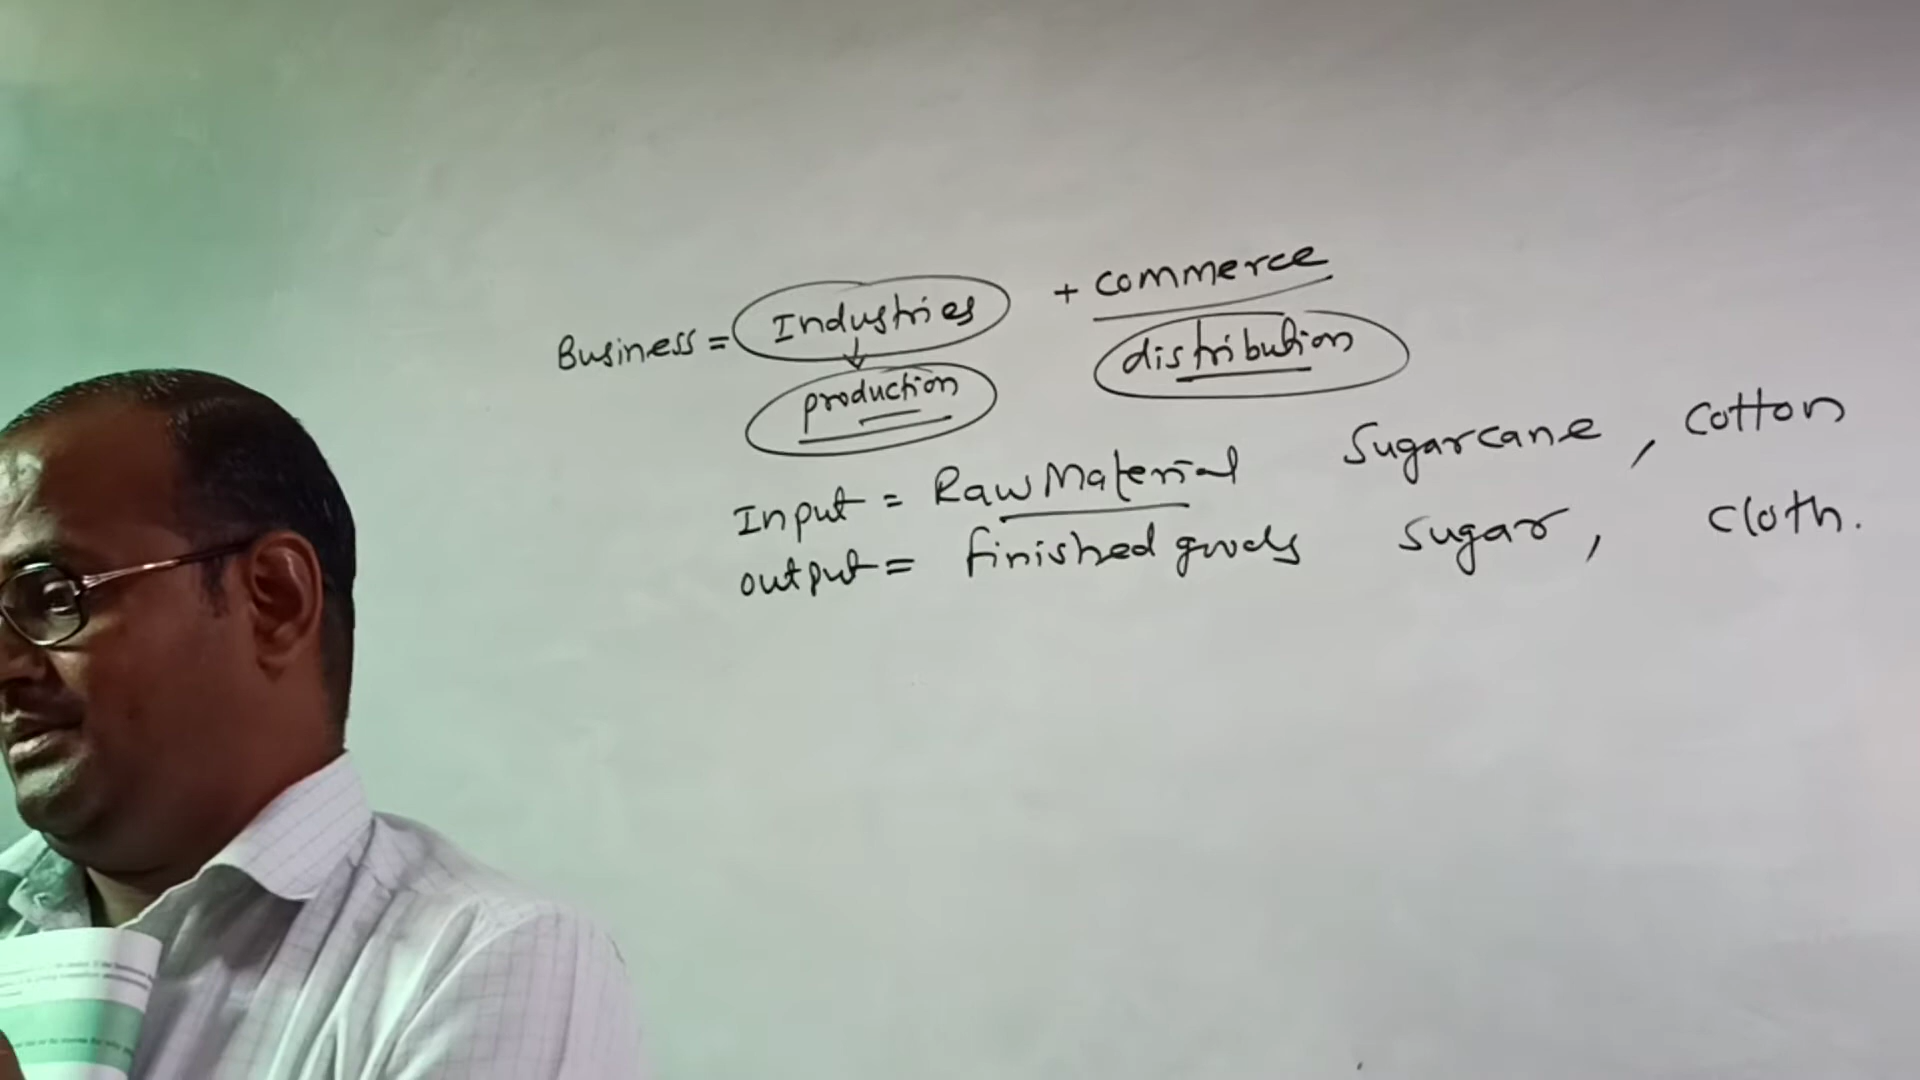 Business = Industries + commerce
production distribution
Input = Raw Material Sugarcane, cotton
output = finished goods sugar, cloth.